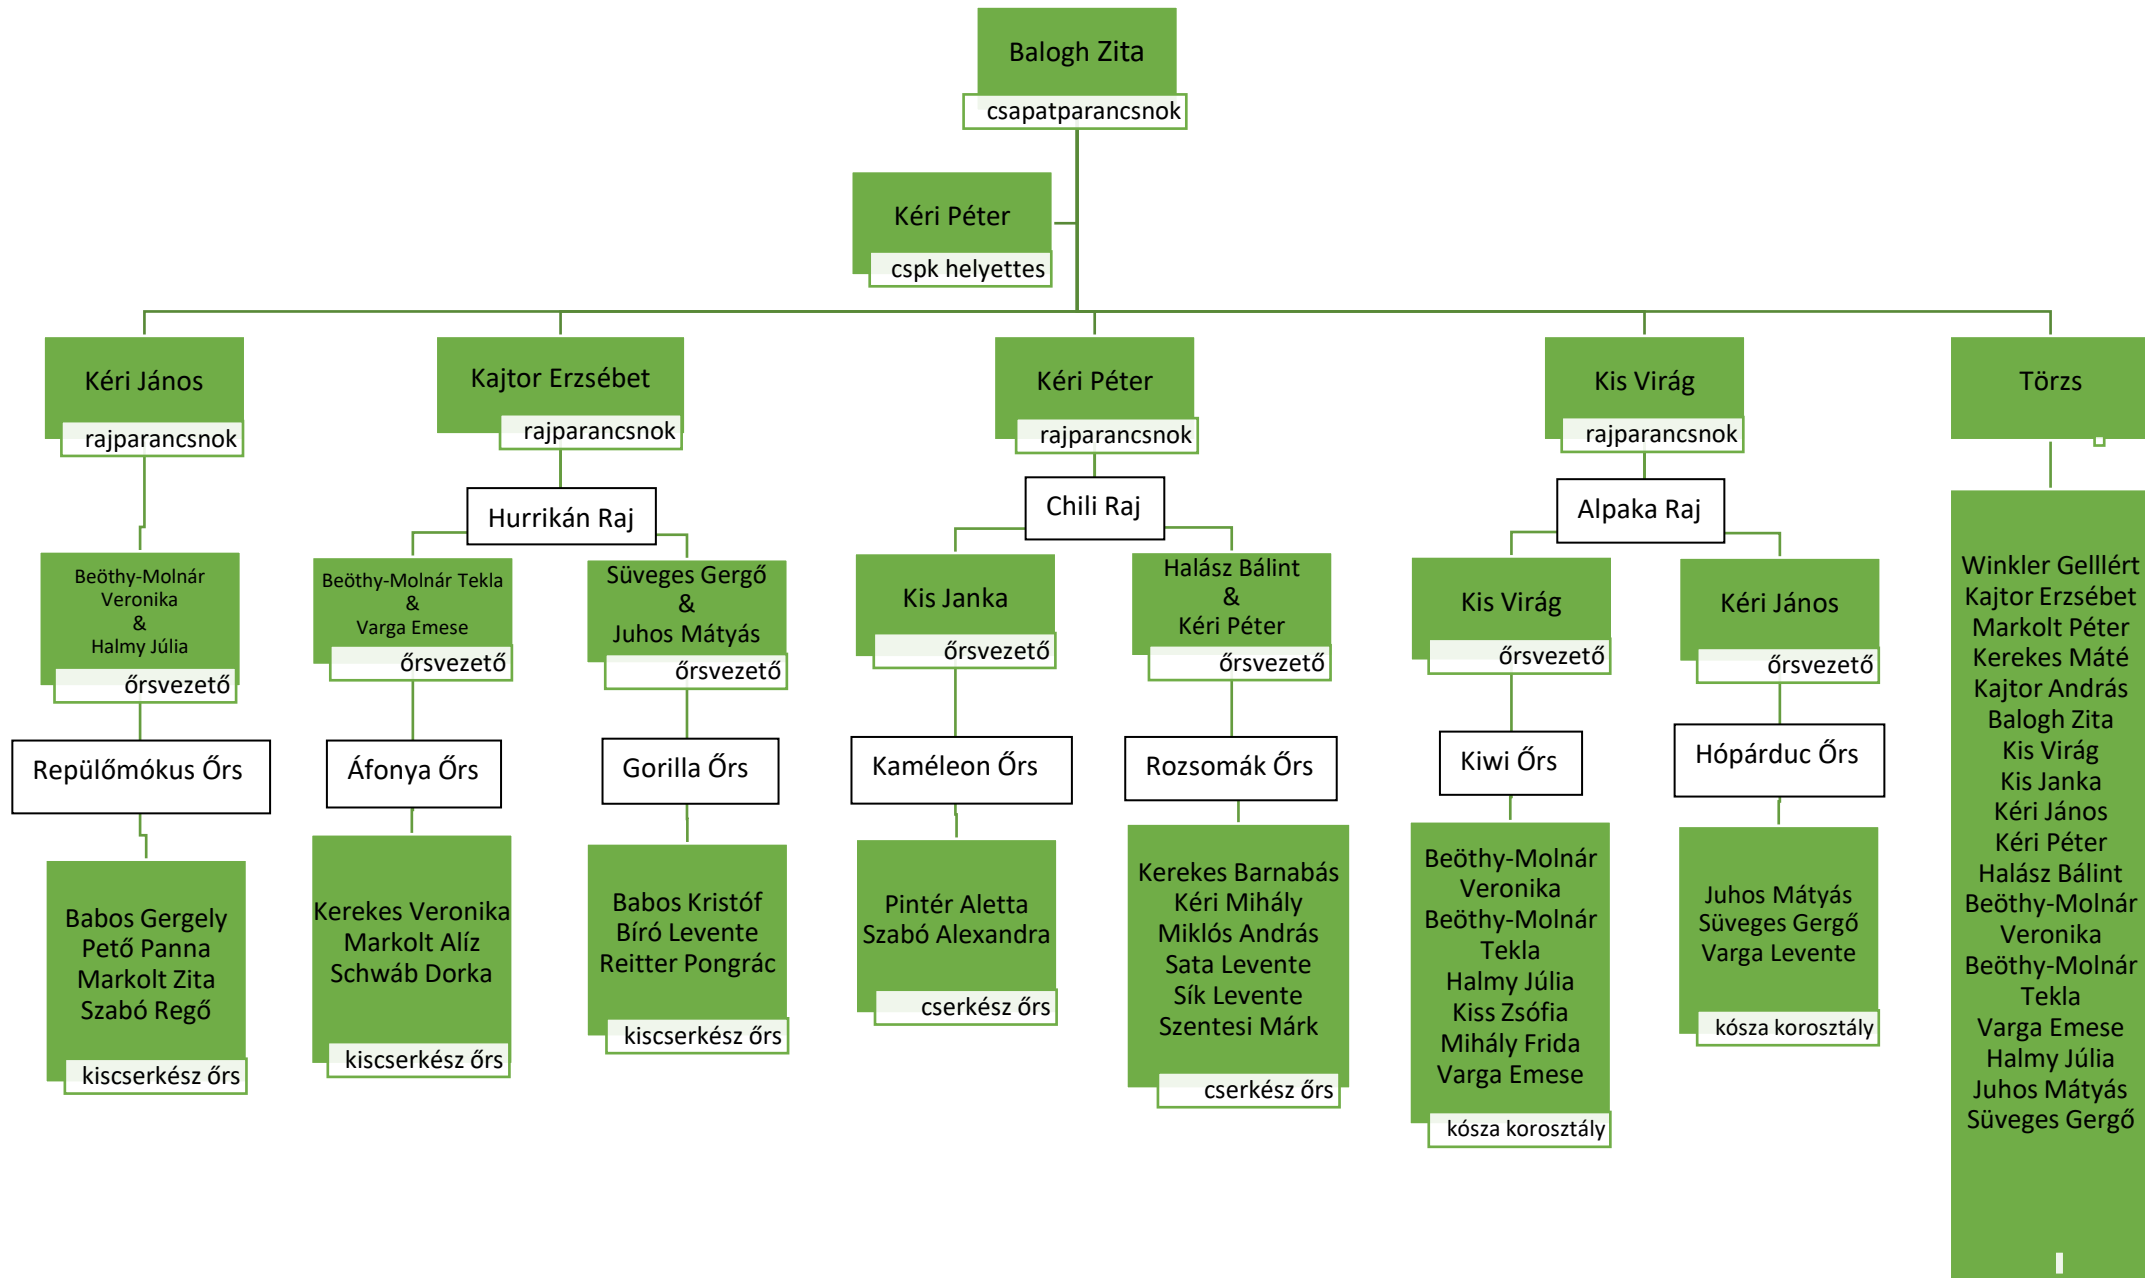 Balogh Zita
csapatparancsnok
Kéri Péter
cspk helyettes
Kéri János
rajparancsnok
Kajtor Erzsébet
rajparancsnok
Kéri Péter
rajparancsnok
Kis Virág
rajparancsnok
Törzs
Hurrikán Raj
Chili Raj
Alpaka Raj
Beöthy-Molnár
Veronika
&
Halmy Júlia
őrsvezető
Beöthy-Molnár Tekla
&
Varga Emese
őrsvezető
Süveges Gergő
&
Juhos Mátyás
őrsvezető
Kis Janka
őrsvezető
Halász Bálint
&
Kéri Péter
őrsvezető
Kis Virág
őrsvezető
Kéri János
őrsvezető
Repülőmókus Őrs
Áfonya Őrs
Gorilla Őrs
Kaméleon Őrs
Rozsomák Őrs
Kiwi Őrs
Hópárduc Őrs
Babos Gergely
Pető Panna
Markolt Zita
Szabó Regő
kiscserkész őrs
Kerekes Veronika
Markolt Alíz
Schwáb Dorka
kiscserkész őrs
Babos Kristóf
Bíró Levente
Reitter Pongrác
kiscserkész őrs
Pintér Aletta
Szabó Alexandra
cserkész őrs
Kerekes Barnabás
Kéri Mihály
Miklós András
Sata Levente
Sík Levente
Szentesi Márk
cserkész őrs
Beöthy-Molnár
Veronika
Beöthy-Molnár
Tekla
Halmy Júlia
Kiss Zsófia
Mihály Frida
Varga Emese
kósza korosztály
Juhos Mátyás
Süveges Gergő
Varga Levente
kósza korosztály
Winkler Gelllért
Kajtor Erzsébet
Markolt Péter
Kerekes Máté
Kajtor András
Balogh Zita
Kis Virág
Kis Janka
Kéri János
Kéri Péter
Halász Bálint
Beöthy-Molnár
Veronika
Beöthy-Molnár
Tekla
Varga Emese
Halmy Júlia
Juhos Mátyás
Süveges Gergő